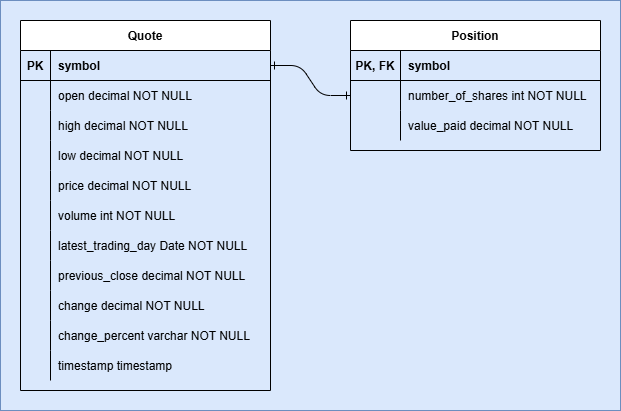 Quote
PK symbol
open decimal NOT NULL
high decimal NOT NULL
low decimal NOT NULL
price decimal NOT NULL
volume int NOT NULL
latest_trading_day Date NOT NULL
previous_close decimal NOT NULL
change decimal NOT NULL
change_percent varchar NOT NULL
timestamp timestamp
Position
PK, FK symbol
number_of_shares int NOT NULL
value_paid decimal NOT NULL